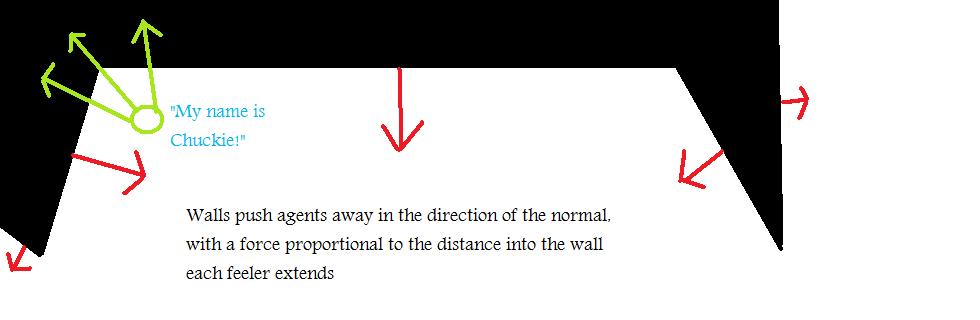 "My name is
Chuckie!"
Walls push agents away in the direction of the normal,
with a force proportional to the distance into the wall
each feeler extends